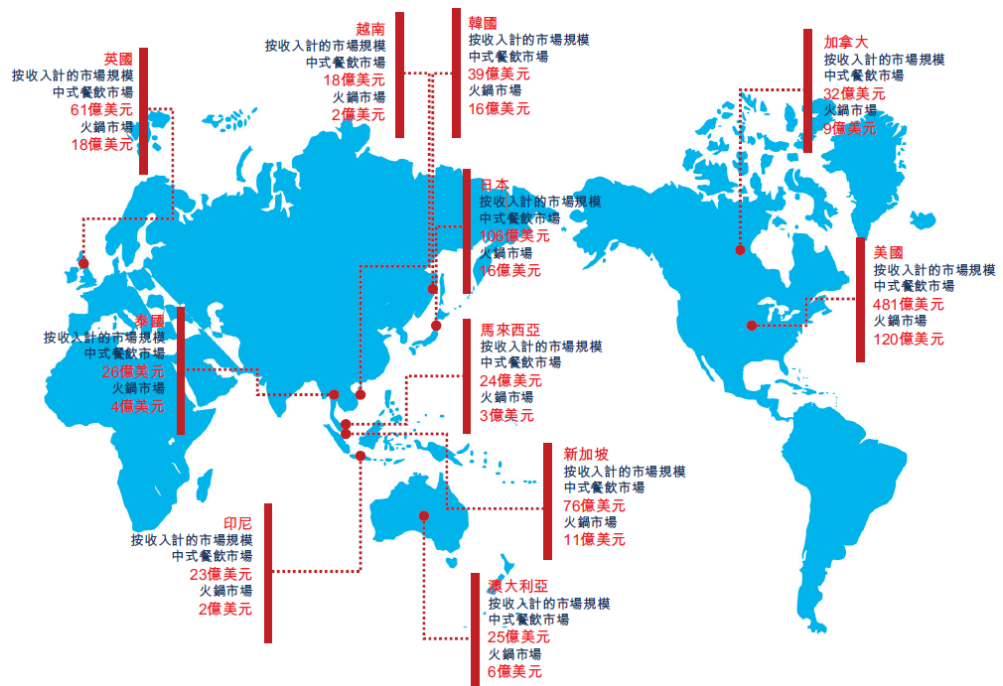 英國
按收入計的市場規模
中式餐飲市場
61億美元
火鍋市場
18億美元
越南
按收入計的市場規模
中式餐飲市場
18億美元
火鍋市場
2億美元
韓國
按收入計的市場規模
中式餐飲市場
39億美元
火鍋市場
16億美元
加拿大
按收入計的市場規模
中式餐飲市場
32億美元
火鍋市場
9億美元
日本
按收入計的市場規模
中式餐飲市場
106億美元
火鍋市場
16億美元
美國
按收入計的市場規模
中式餐飲市場
481億美元
火鍋市場
120億美元
泰國
按收入計的市場規模
中式餐飲市場
26億美元
火鍋市場
4億美元
馬來西亞
按收入計的市場規模
中式餐飲市場
24億美元
火鍋市場
3億美元
新加坡
按收入計的市場規模
中式餐飲市場
76億美元
火鍋市場
11億美元
印尼
按收入計的市場規模
中式餐飲市場
23億美元
火鍋市場
2億美元
澳大利亞
按收入計的市場規模
中式餐飲市場
25億美元
火鍋市場
6億美元